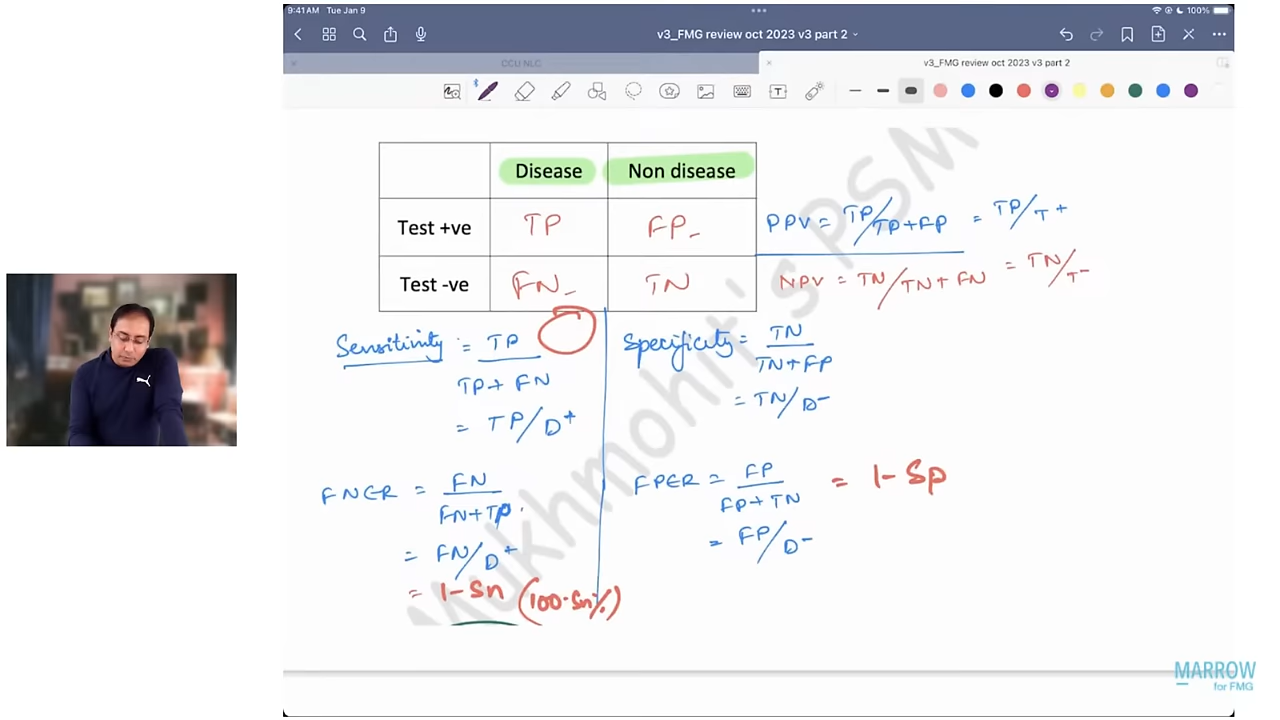 9:41 AM Tue Jan 9
100%
v3_FMG review oct 2023 v3 part 2
CCU NLC
v3_FMG review oct 2023 v3 part 2
Disease Non disease
Test +ve TP FP
Test -ve FN TN
PPV = TP/TP+FP = TP/T+
NPV = TN/TN+FN = TN/T-
Sensitivity = TP
TP+ FN
= TP/D+
Specificity = TN
TN+FP
= TN/D-
FNER = FN
FN+TP
= FN/D+
= 1-Sn (100-Sn%)
FPER = FP = 1-Sp
FP+TN
= FP/D-
Mukhmohit's PSM
MARROW
for FMG